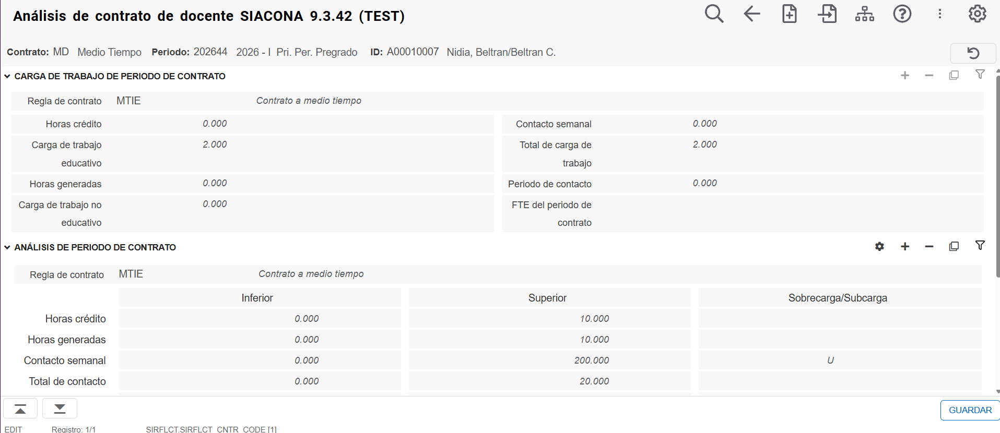 Análisis de contrato de docente SIACONA 9.3.42 (TEST)
Contrato: MD Medio Tiempo Periodo: 202644 2026 - I Pri. Per. Pregrado ID: A00010007 Nidia, Beltran/Beltran C.
CARGA DE TRABAJO DE PERIODO DE CONTRATO
Regla de contrato MTIE Contrato a medio tiempo
Horas crédito 0.000 Contacto semanal 0.000
Carga de trabajo educativo 2.000 Total de carga de trabajo 2.000
Horas generadas 0.000 Periodo de contacto 0.000
Carga de trabajo no educativo 0.000 FTE del periodo de contrato
ANÁLISIS DE PERIODO DE CONTRATO
Regla de contrato MTIE Contrato a medio tiempo
Inferior Superior Sobrecarga/Subcarga
Horas crédito 0.000 10.000
Horas generadas 0.000 10.000
Contacto semanal 0.000 200.000 U
Total de contacto 0.000 20.000
GUARDAR
EDIT Registro: 1/1 SIRFLCT.SIRFLCT_CNTR_CODE [1]